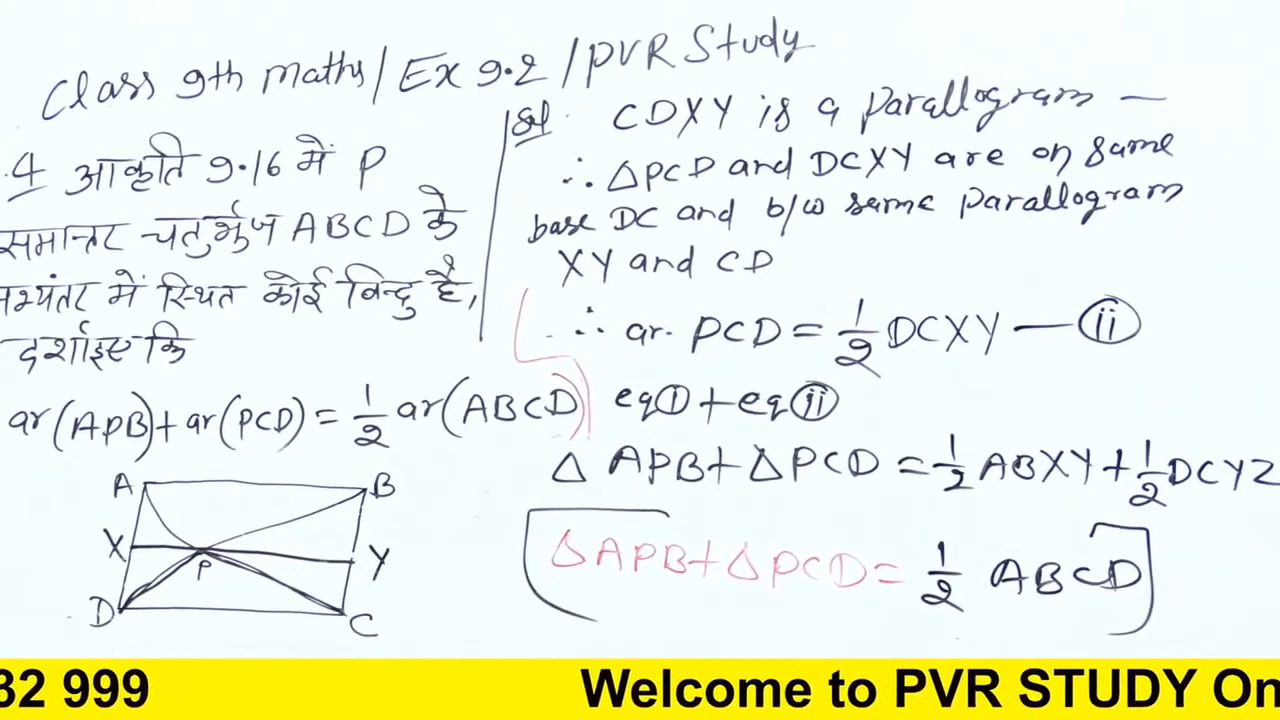 Class 9th maths/Ex 9.2/PVR Study
.4 आकृति 9.16 में P
समान्तर चतुर्भुज ABCD के
भ्यंतर में स्थित कोई बिन्दु है,
दर्शाइए कि
ar(APB)+ar(PCD)=1/2 ar(ABCD)
A
B
X
P
Y
D
C
Sol. CDXY is a Parallogram —
∴ △PCD and DCXY are on same
base DC and b/w same parallogram
XY and CD
∴ ar. PCD = 1/2 DCXY — (ii)
eq(i)+eq(ii)
△ APB+△PCD = 1/2 ABXY+1/2 DCYZ
△APB+△PCD = 1/2 ABCD
32 999
Welcome to PVR STUDY On